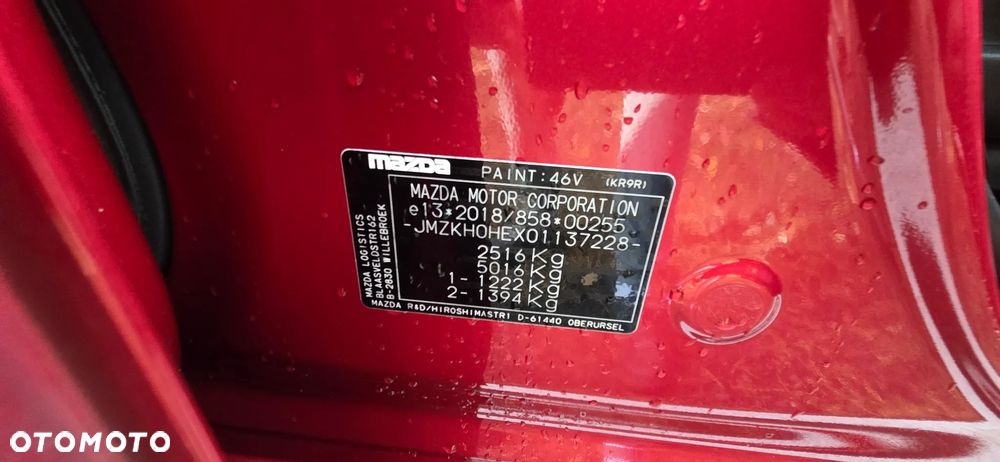 mazda PAINT:46V (KR9R)
MAZDA MOTOR CORPORATION
e13*2018/858*00255
-JMZKH0HEX01137228-
2516Kg
5016Kg
1- 1222Kg
2- 1394Kg
MAZDA R&D/HIROSHIMASTR1 D-61440 OBERURSEL
MAZDA LOGISTICS
BLAASVELDSTR162
B-2830 WILLEBROEK
OTOMOTO